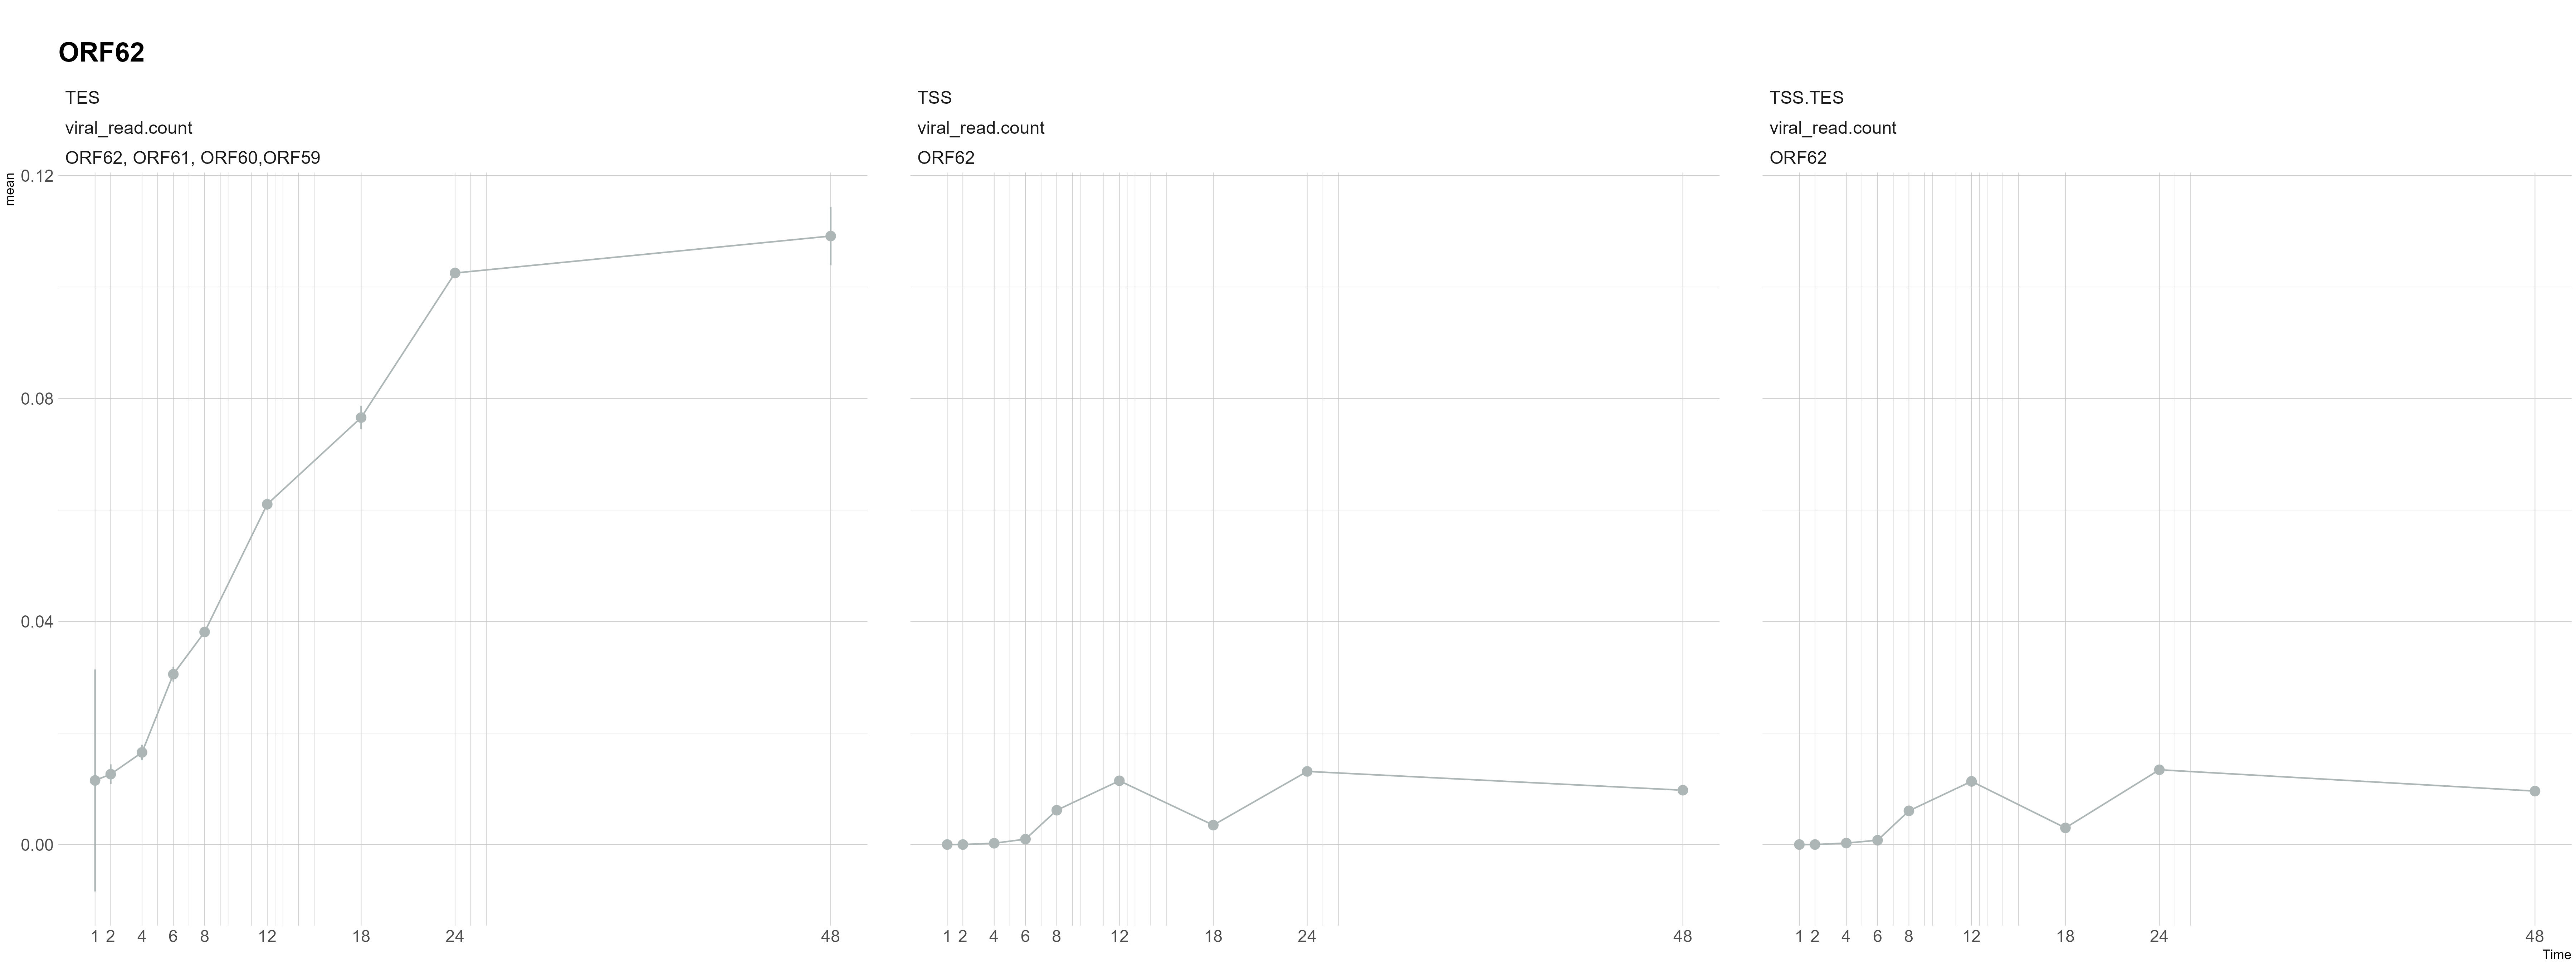 ORF62
TES
viral_read.count
ORF62, ORF61, ORF60,ORF59
TSS
viral_read.count
ORF62
TSS.TES
viral_read.count
ORF62
mean
0.12
0.08
0.04
0.00
1 2 4 6 8 12 18 24 48
1 2 4 6 8 12 18 24 48
1 2 4 6 8 12 18 24 48
Time